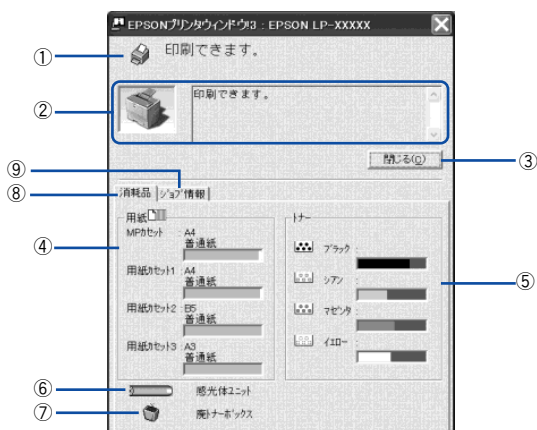 EPSONプリンタウィンドウ!3 : EPSON LP-XXXXX
① 印刷できます。
② 印刷できます。
③ 閉じる(C)
⑨
⑧ 消耗品 ジョブ情報
④ 用紙
MPカセット : A4
普通紙
用紙カセット1 : A4
普通紙
用紙カセット2 : B5
普通紙
用紙カセット3 : A3
普通紙
⑤ トナー
ブラック :
シアン :
マゼンタ :
イエロー :
⑥ 感光体ユニット
⑦ 廃トナーボックス